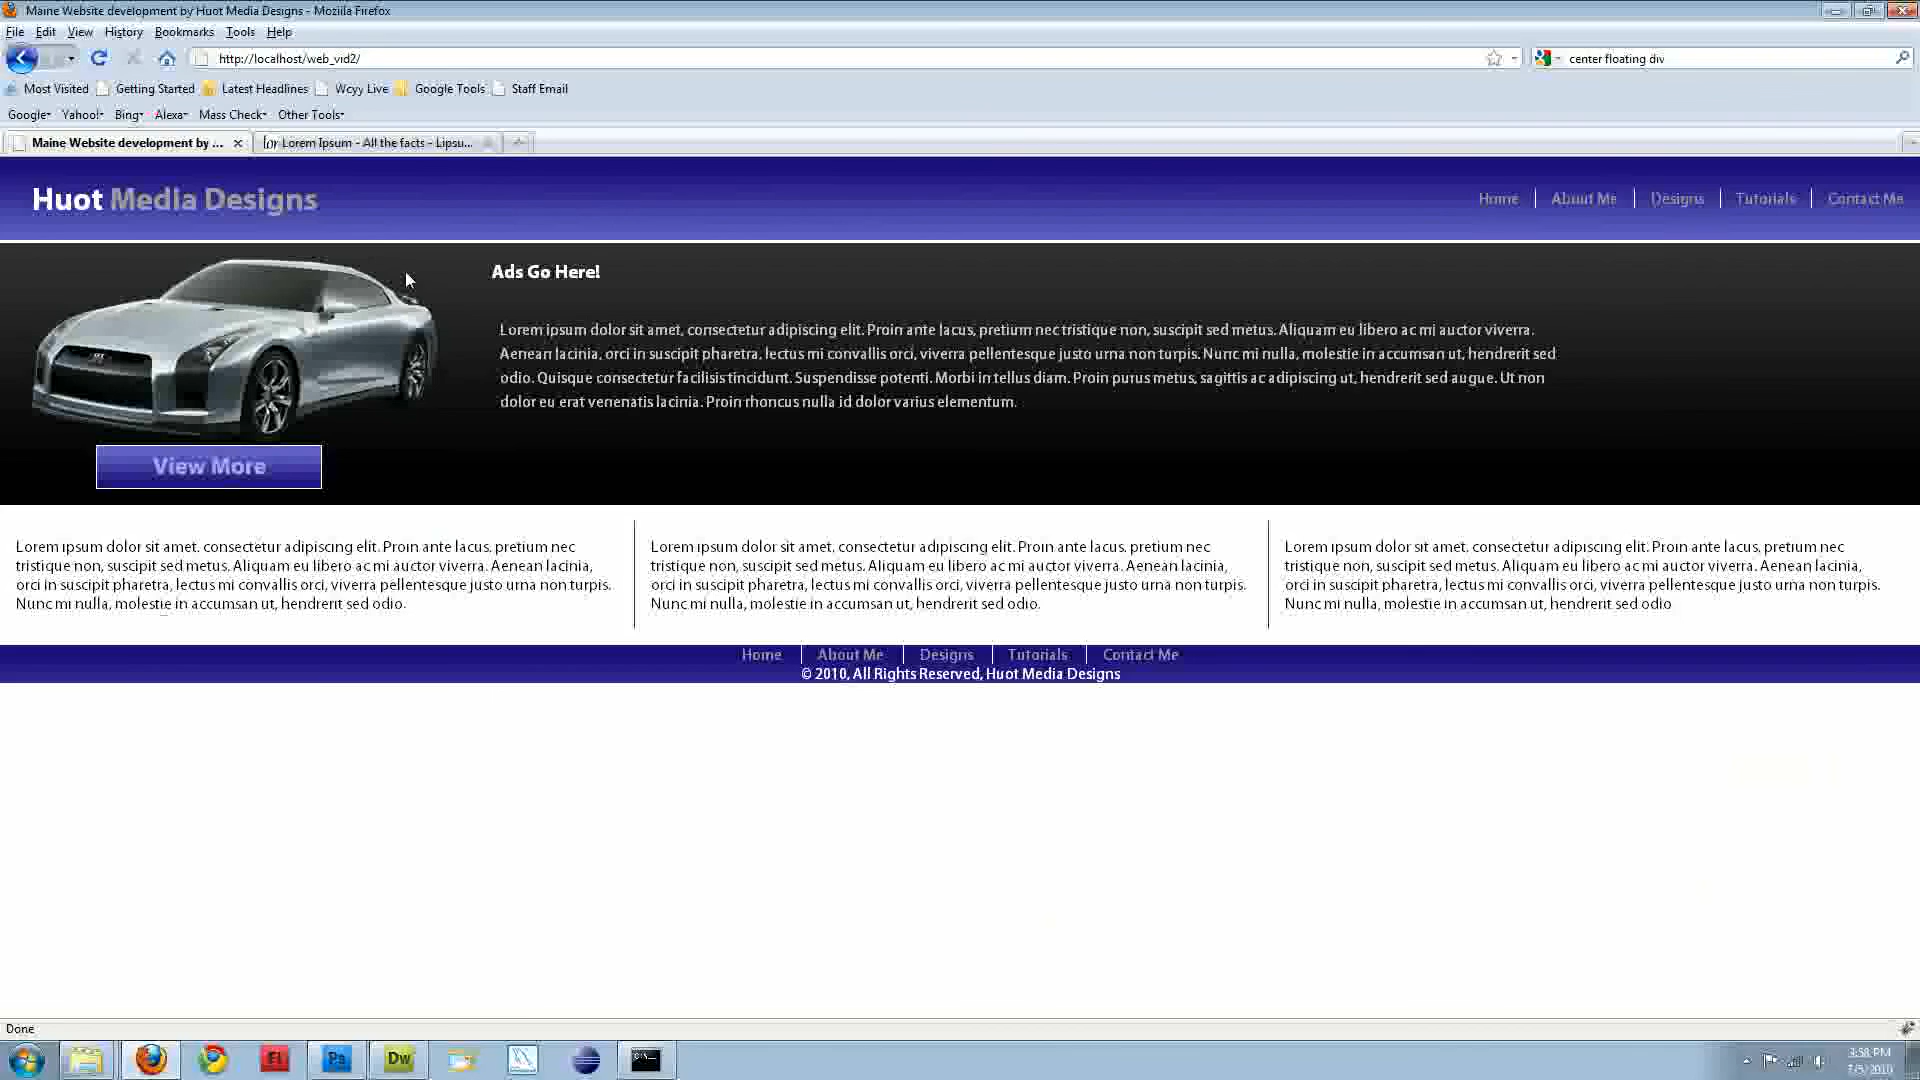 Maine Website development by Huot Media Designs - Mozilla Firefox
File Edit View History Bookmarks Tools Help
http://localhost/web_vid2/ center floating div
Most Visited Getting Started Latest Headlines Wcyy Live Google Tools Staff Email
Google Yahoo! Bing Alexa Mass Check Other Tools
Maine Website development by ... Lorem Ipsum - All the facts - Lipsu...
Huot Media Designs
Home About Me Designs Tutorials Contact Me
Ads Go Here!
Lorem ipsum dolor sit amet, consectetur adipiscing elit. Proin ante lacus, pretium nec tristique non, suscipit sed metus. Aliquam eu libero ac mi auctor viverra.
Aenean lacinia, orci in suscipit pharetra, lectus mi convallis orci, viverra pellentesque justo urna non turpis. Nunc mi nulla, molestie in accumsan ut, hendrerit sed
odio. Quisque consectetur facilisis tincidunt. Suspendisse potenti. Morbi in tellus diam. Proin purus metus, sagittis ac adipiscing ut, hendrerit sed augue. Ut non
dolor eu erat venenatis lacinia. Proin rhoncus nulla id dolor varius elementum.
View More
Lorem ipsum dolor sit amet, consectetur adipiscing elit. Proin ante lacus, pretium nec
tristique non, suscipit sed metus. Aliquam eu libero ac mi auctor viverra. Aenean lacinia,
orci in suscipit pharetra, lectus mi convallis orci, viverra pellentesque justo urna non turpis.
Nunc mi nulla, molestie in accumsan ut, hendrerit sed odio.
Lorem ipsum dolor sit amet, consectetur adipiscing elit. Proin ante lacus, pretium nec
tristique non, suscipit sed metus. Aliquam eu libero ac mi auctor viverra. Aenean lacinia,
orci in suscipit pharetra, lectus mi convallis orci, viverra pellentesque justo urna non turpis.
Nunc mi nulla, molestie in accumsan ut, hendrerit sed odio.
Lorem ipsum dolor sit amet, consectetur adipiscing elit. Proin ante lacus, pretium nec
tristique non, suscipit sed metus. Aliquam eu libero ac mi auctor viverra. Aenean lacinia,
orci in suscipit pharetra, lectus mi convallis orci, viverra pellentesque justo urna non turpis.
Nunc mi nulla, molestie in accumsan ut, hendrerit sed odio
Home About Me Designs Tutorials Contact Me
© 2010, All Rights Reserved, Huot Media Designs
Done
Fl Ps Dw
3:58 PM
7/5/2010